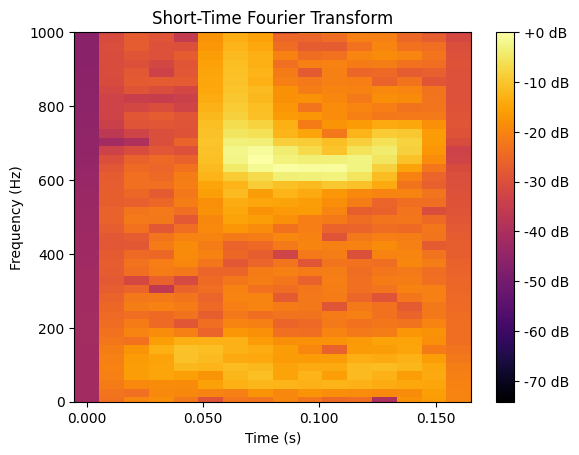 Short-Time Fourier Transform
1000
800
600
400
200
0
Frequency (Hz)
0.000
0.050
0.100
0.150
Time (s)
+0 dB
-10 dB
-20 dB
-30 dB
-40 dB
-50 dB
-60 dB
-70 dB